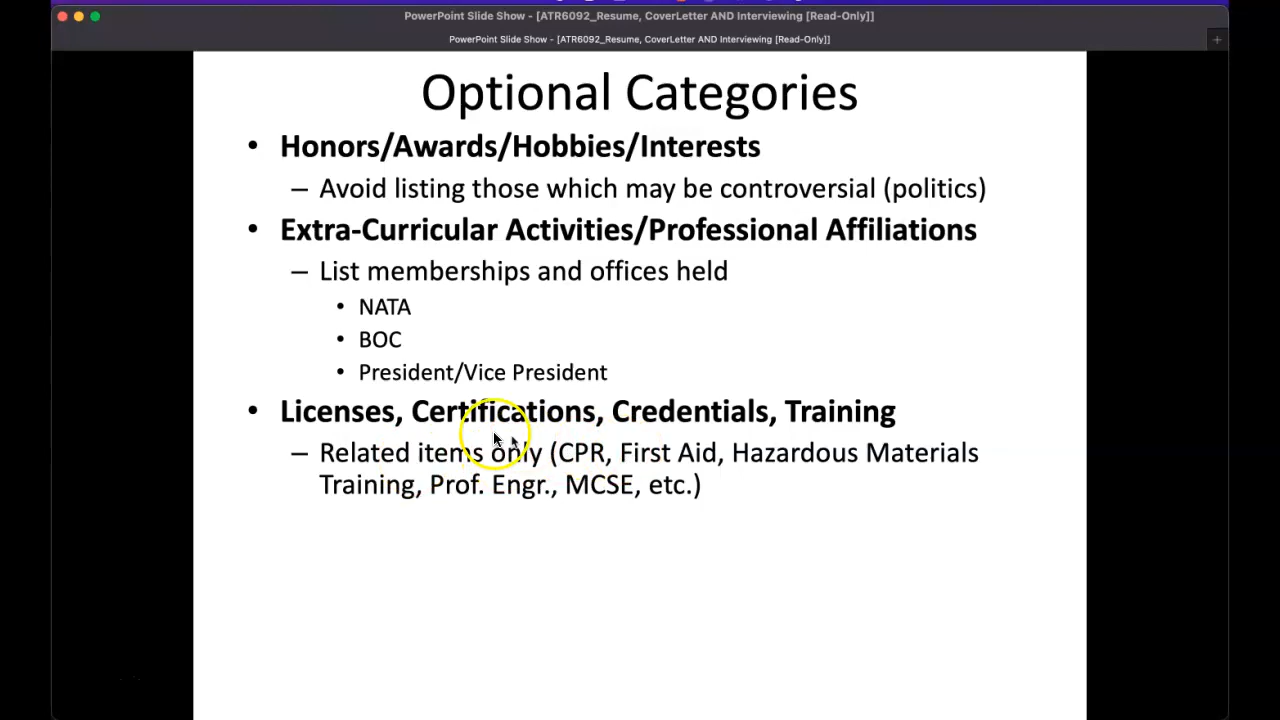 PowerPoint Slide Show - [ATR6092_Resume, CoverLetter AND Interviewing [Read-Only]]
PowerPoint Slide Show - [ATR6092_Resume, CoverLetter AND Interviewing [Read-Only]]
Optional Categories
• Honors/Awards/Hobbies/Interests
– Avoid listing those which may be controversial (politics)
• Extra-Curricular Activities/Professional Affiliations
– List memberships and offices held
• NATA
• BOC
• President/Vice President
• Licenses, Certifications, Credentials, Training
– Related items only (CPR, First Aid, Hazardous Materials
Training, Prof. Engr., MCSE, etc.)